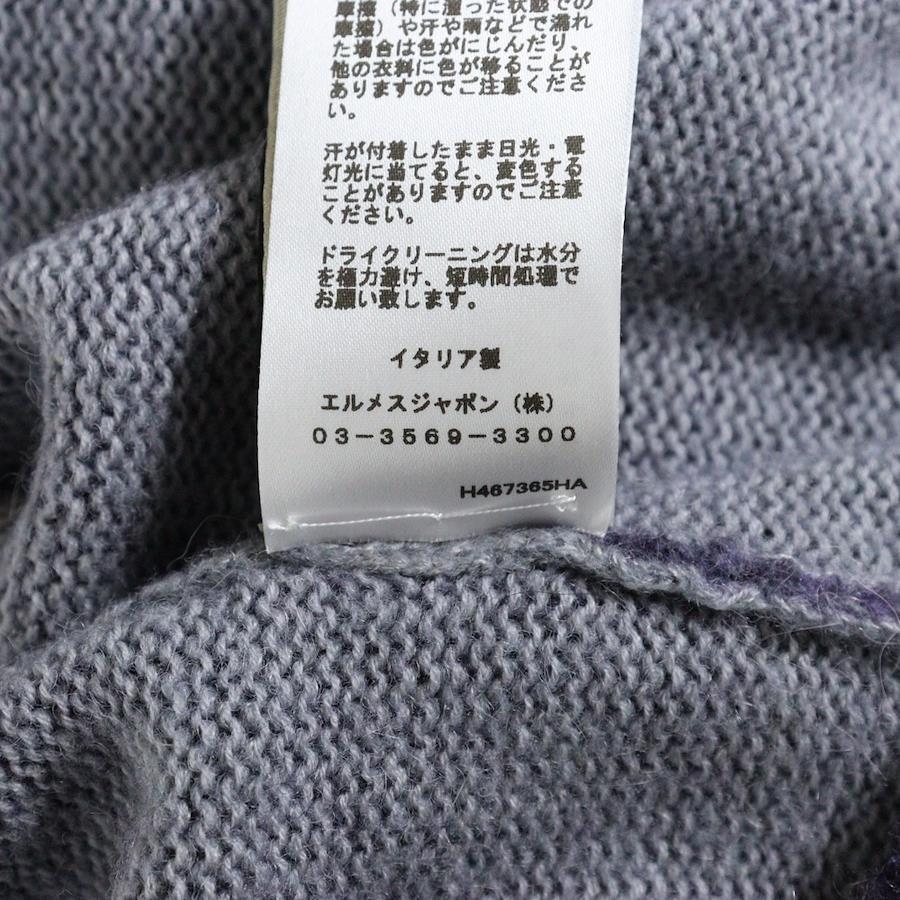 摩擦（特に湿った状態での
摩擦）や汗や雨などで濡れ
た場合は色がにじんだり、
他の衣料に色が移ることが
ありますのでご注意くださ
い。
汗が付着したまま日光・電
灯光に当てると、変色する
ことがありますのでご注意
ください。
ドライクリーニングは水分
を極力避け、短時間処理で
お願い致します。
イタリア製
エルメスジャポン（株）
03－3569－3300
H467365HA